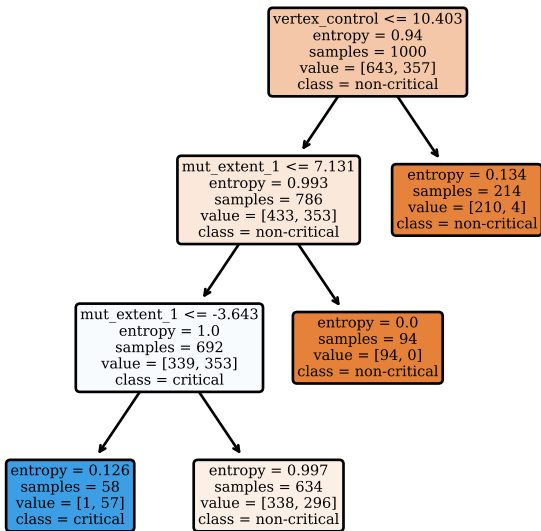 vertex_control <= 10.403
entropy = 0.94
samples = 1000
value = [643, 357]
class = non-critical
mut_extent_1 <= 7.131
entropy = 0.993
samples = 786
value = [433, 353]
class = non-critical
entropy = 0.134
samples = 214
value = [210, 4]
class = non-critical
mut_extent_1 <= -3.643
entropy = 1.0
samples = 692
value = [339, 353]
class = critical
entropy = 0.0
samples = 94
value = [94, 0]
class = non-critical
entropy = 0.126
samples = 58
value = [1, 57]
class = critical
entropy = 0.997
samples = 634
value = [338, 296]
class = non-critical